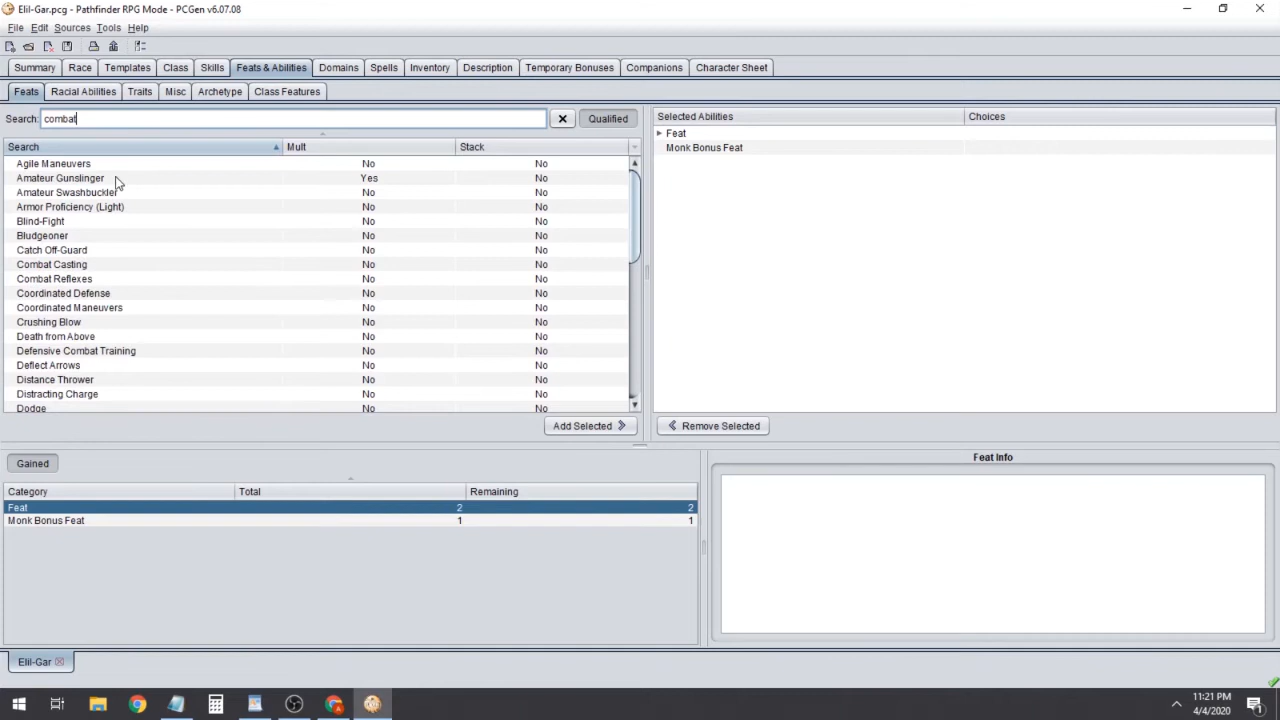 Elil-Gar.pcg - Pathfinder RPG Mode - PCGen v6.07.08
File Edit Sources Tools Help
Summary Race Templates Class Skills Feats & Abilities Domains Spells Inventory Description Temporary Bonuses Companions Character Sheet
Feats Racial Abilities Traits Misc Archetype Class Features
Search: combat Qualified
Selected Abilities Choices
Search Mult Stack
Feat
Monk Bonus Feat
Agile Maneuvers No No
Amateur Gunslinger Yes No
Amateur Swashbuckler No No
Armor Proficiency (Light) No No
Blind-Fight No No
Bludgeoner No No
Catch Off-Guard No No
Combat Casting No No
Combat Reflexes No No
Coordinated Defense No No
Coordinated Maneuvers No No
Crushing Blow No No
Death from Above No No
Defensive Combat Training No No
Deflect Arrows No No
Distance Thrower No No
Distracting Charge No No
Dodge No No
Add Selected Remove Selected
Gained
Feat Info
Category Total Remaining
Feat 2 2
Monk Bonus Feat 1 1
Elil-Gar
11:21 PM
4/4/2020
1